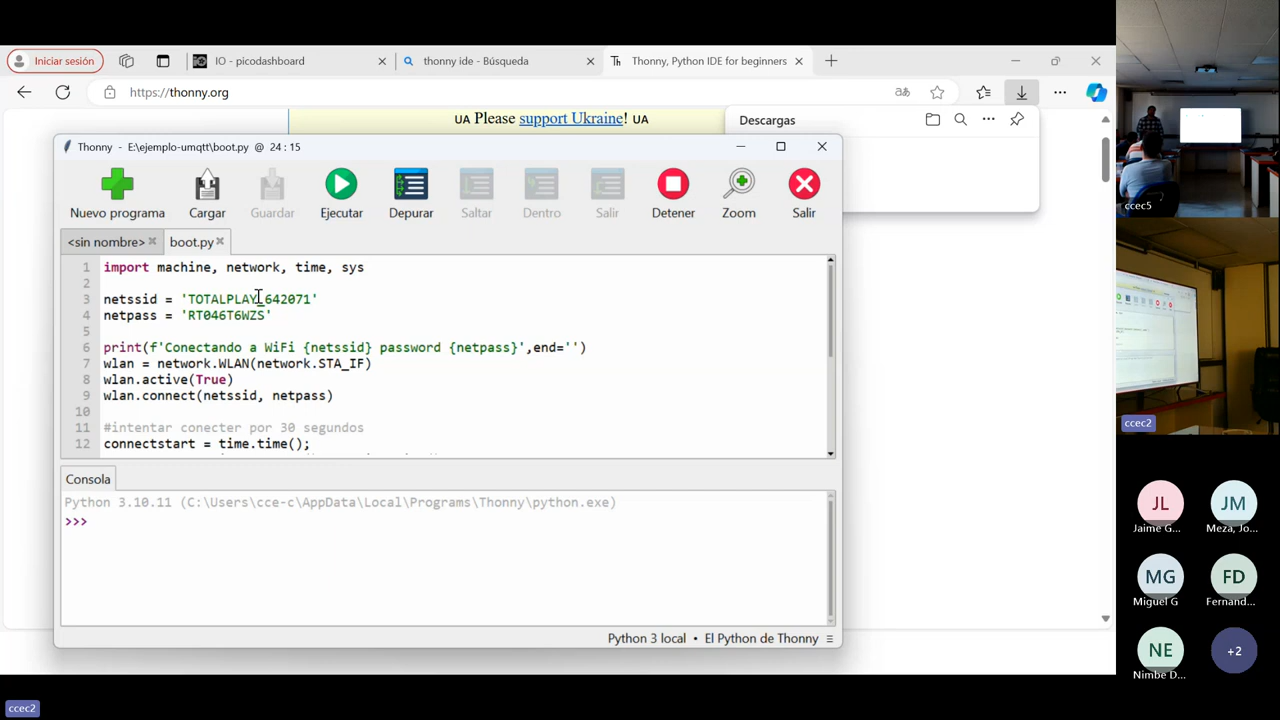 Iniciar sesión
IO - picodashboard
thonny ide - Búsqueda
Th Thonny, Python IDE for beginners
https://thonny.org
UA Please support Ukraine! UA
Descargas
Thonny - E:\ejemplo-umqtt\boot.py @ 24 : 15
Nuevo programa Cargar Guardar Ejecutar Depurar Saltar Dentro Salir Detener Zoom Salir
<sin nombre> boot.py
1 import machine, network, time, sys
2
3 netssid = 'TOTALPLAY_642071'
4 netpass = 'RT046T6WZS'
5
6 print(f'Conectando a WiFi {netssid} password {netpass}',end='')
7 wlan = network.WLAN(network.STA_IF)
8 wlan.active(True)
9 wlan.connect(netssid, netpass)
10
11 #intentar conecter por 30 segundos
12 connectstart = time.time();
Consola
Python 3.10.11 (C:\Users\cce-c\AppData\Local\Programs\Thonny\python.exe)
>>>
Python 3 local • El Python de Thonny
ccec5
ccec2
JL
Jaime G...
JM
Meza, Jo...
MG
Miguel G
FD
Fernand...
NE
Nimbe D...
+2
ccec2